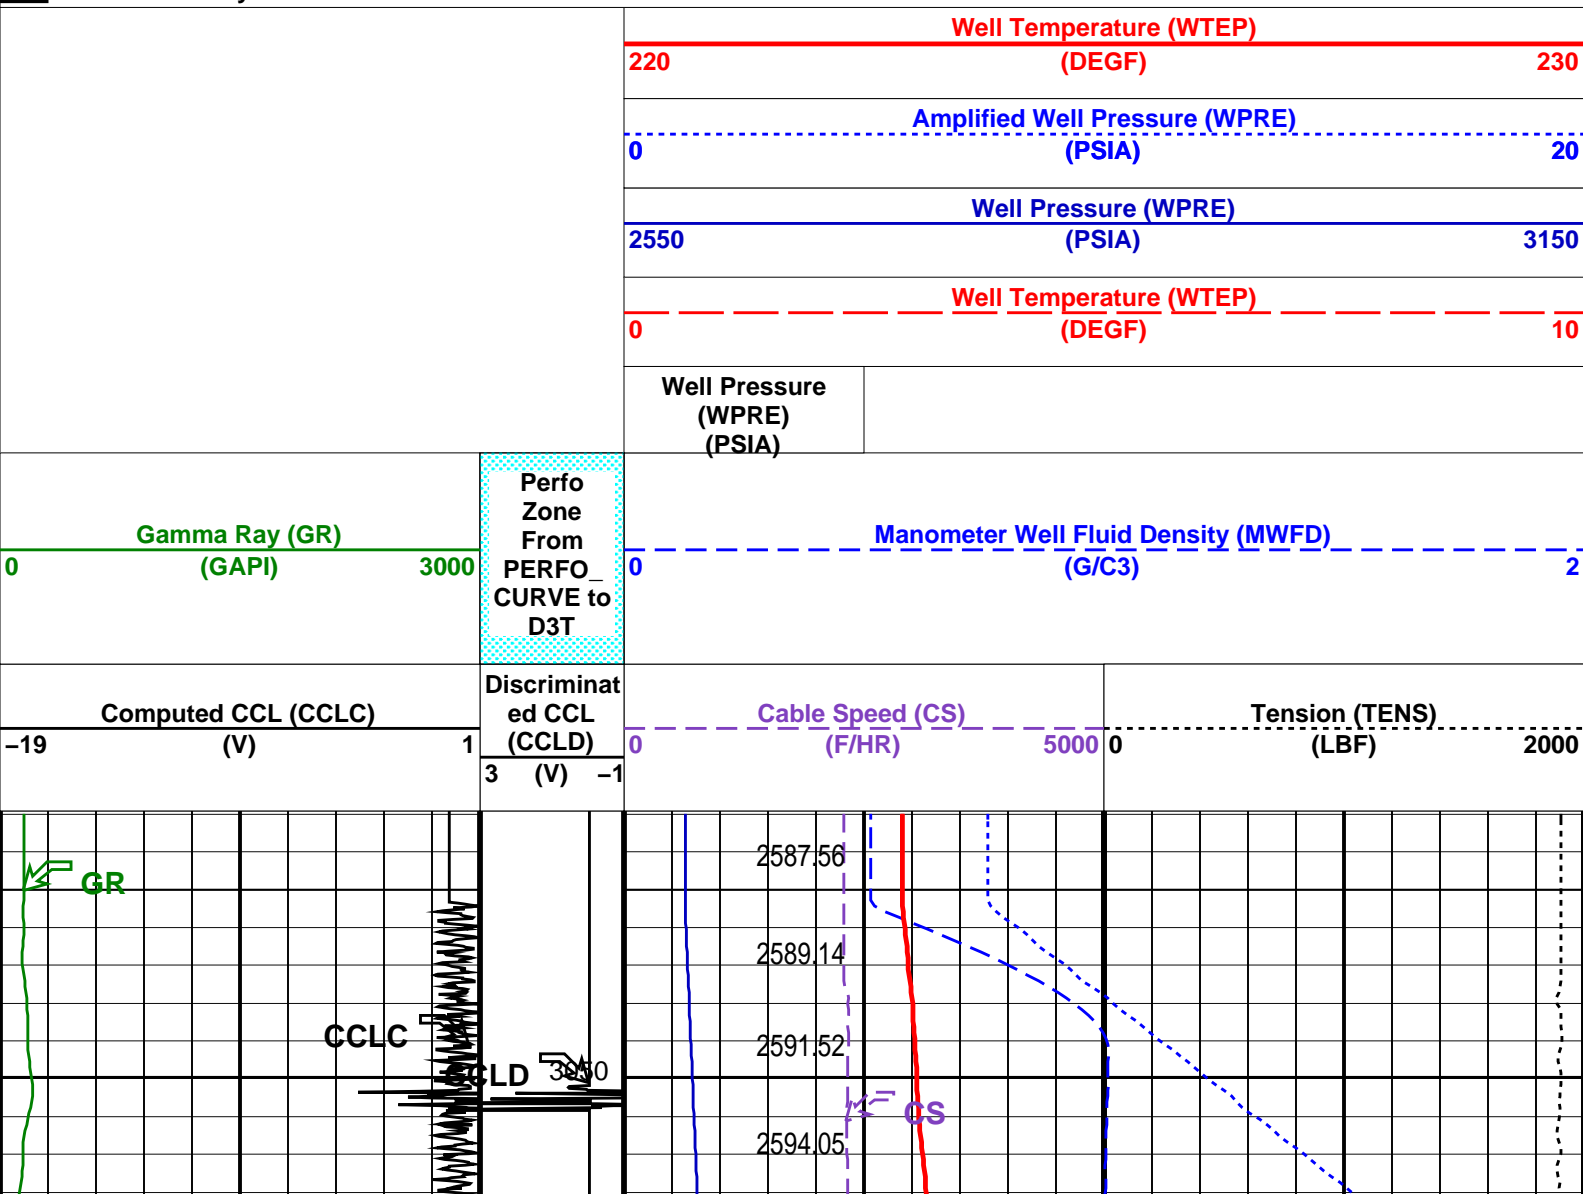 Well Temperature (WTEP)
220 (DEGF) 230
Amplified Well Pressure (WPRE)
0 (PSIA) 20
Well Pressure (WPRE)
2550 (PSIA) 3150
Well Temperature (WTEP)
0 (DEGF) 10
Well Pressure
(WPRE)
(PSIA)
Gamma Ray (GR)
0 (GAPI) 3000
Perfo
Zone
From
PERFO_
CURVE to
D3T
Manometer Well Fluid Density (MWFD)
0 (G/C3) 2
Computed CCL (CCLC)
−19 (V) 1
Discriminat
ed CCL
(CCLD)
3 (V) −1
Cable Speed (CS)
0 (F/HR) 5000
Tension (TENS)
0 (LBF) 2000
2587.56
GR
2589.14
CCLC
2591.52
CCLD 3950
CS
2594.05